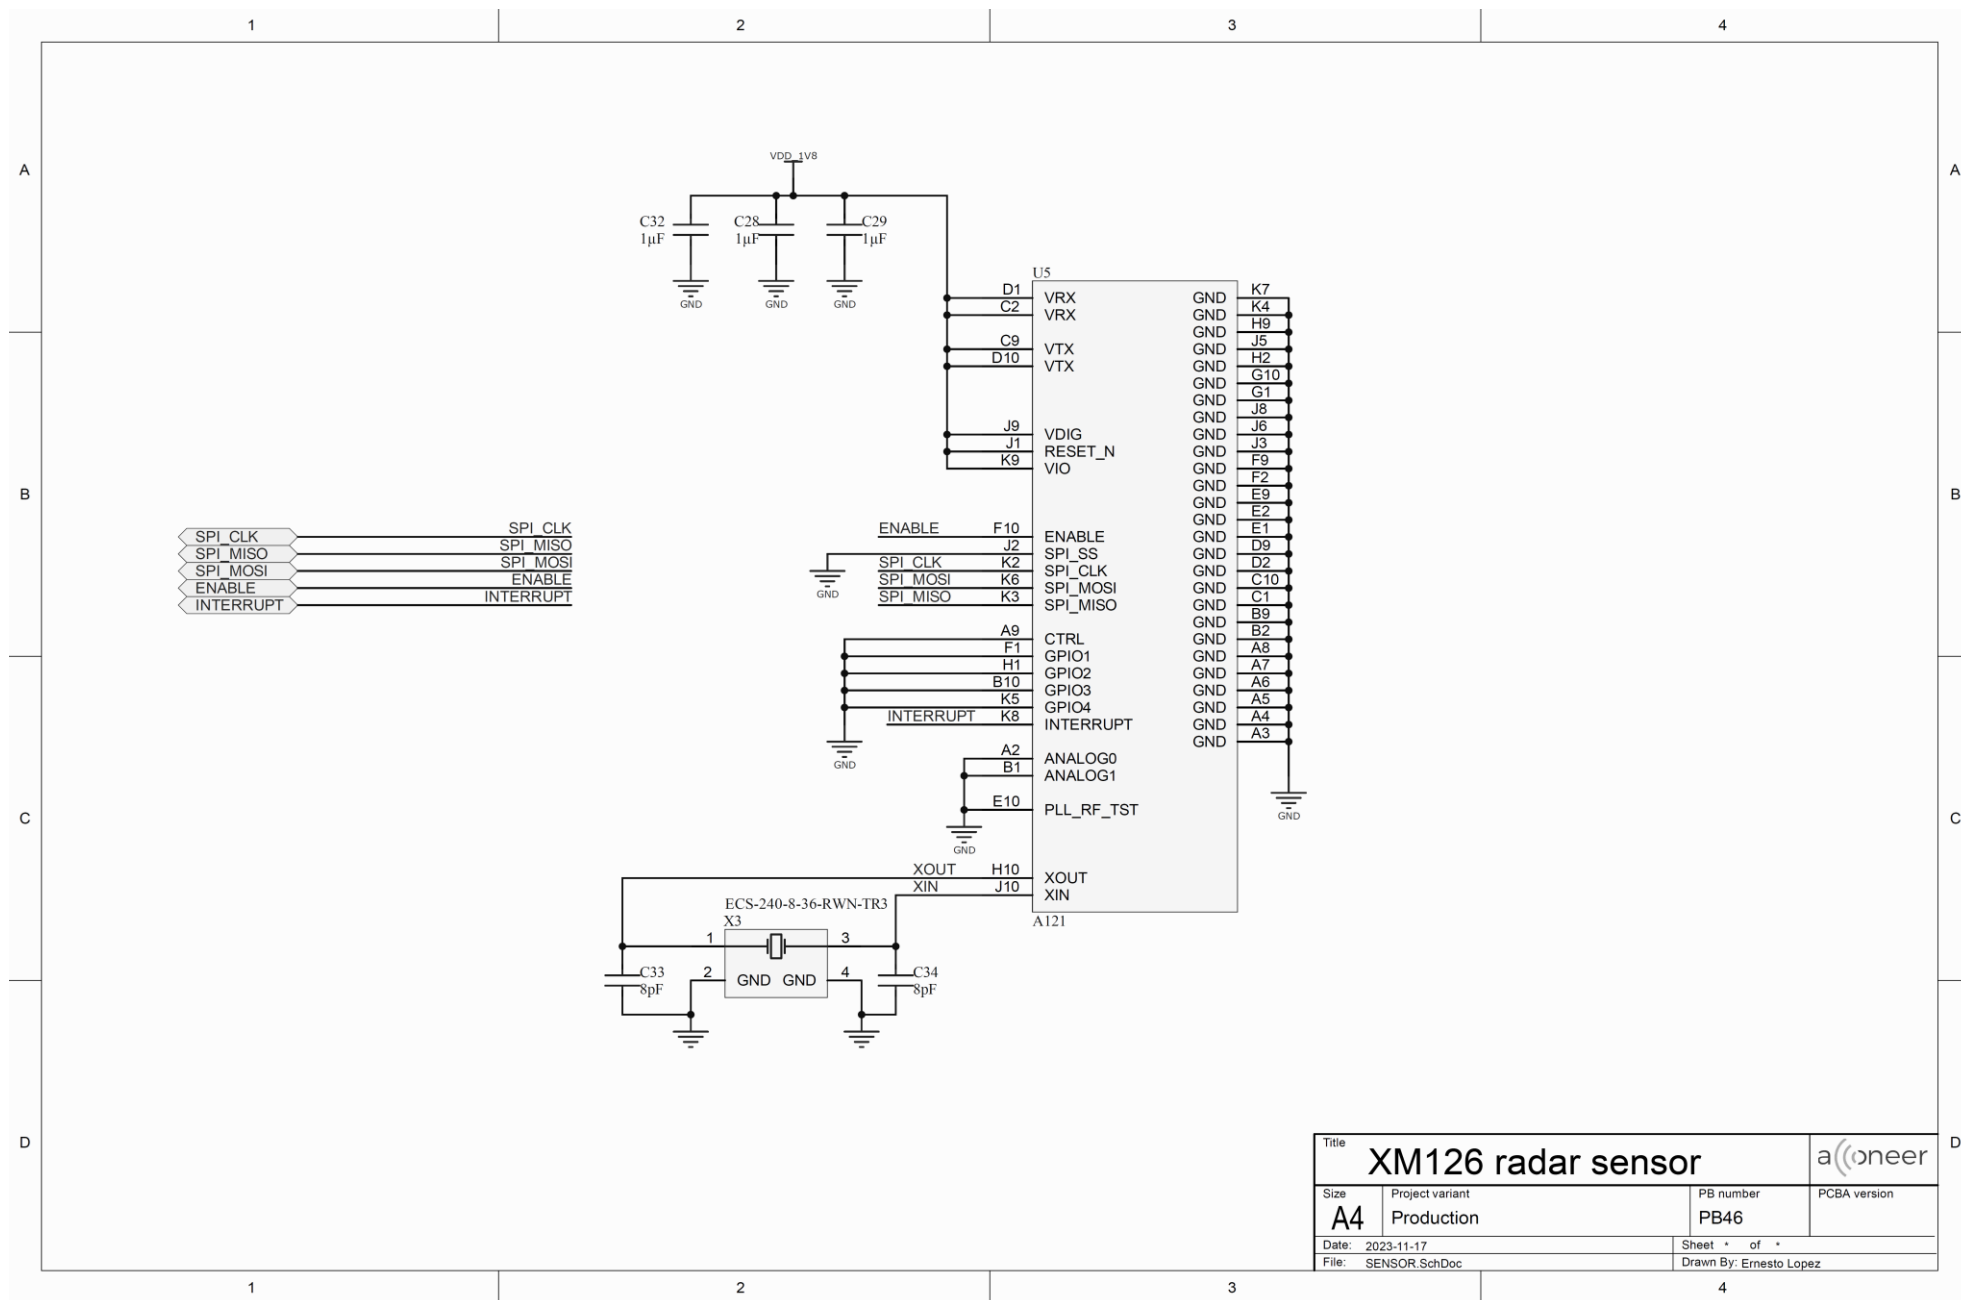 1 2 3 4
A A
B B
C C
D D
VDD_1V8
C32
1µF
C28
1µF
C29
1µF
GND GND GND
U5
D1 VRX GND K7
C2 VRX GND K4
GND H9
C9 VTX GND J5
D10 VTX GND H2
GND G10
GND G1
GND J8
J9 VDIG GND J6
J1 RESET_N GND J3
K9 VIO GND F9
GND F2
GND E9
GND E2
ENABLE F10 ENABLE GND E1
J2 SPI_SS GND D9
SPI_CLK K2 SPI_CLK GND D2
SPI_MOSI K6 SPI_MOSI GND C10
SPI_MISO K3 SPI_MISO GND C1
GND B9
A9 CTRL GND B2
F1 GPIO1 GND A8
H1 GPIO2 GND A7
B10 GPIO3 GND A6
K5 GPIO4 GND A5
INTERRUPT K8 INTERRUPT GND A4
GND A3
A2 ANALOG0
B1 ANALOG1
E10 PLL_RF_TST
XOUT H10 XOUT
XIN J10 XIN
A121
GND
GND
GND
GND
SPI_CLK SPI_CLK
SPI_MISO SPI_MISO
SPI_MOSI SPI_MOSI
ENABLE ENABLE
INTERRUPT INTERRUPT
ECS-240-8-36-RWN-TR3
X3
1 3
2 GND GND 4
C33
8pF
C34
8pF
Title XM126 radar sensor
acconeer
Size
A4
Project variant
Production
PB number
PB46
PCBA version
Date: 2023-11-17
Sheet * of *
File: SENSOR.SchDoc
Drawn By: Ernesto Lopez
1 2 3 4